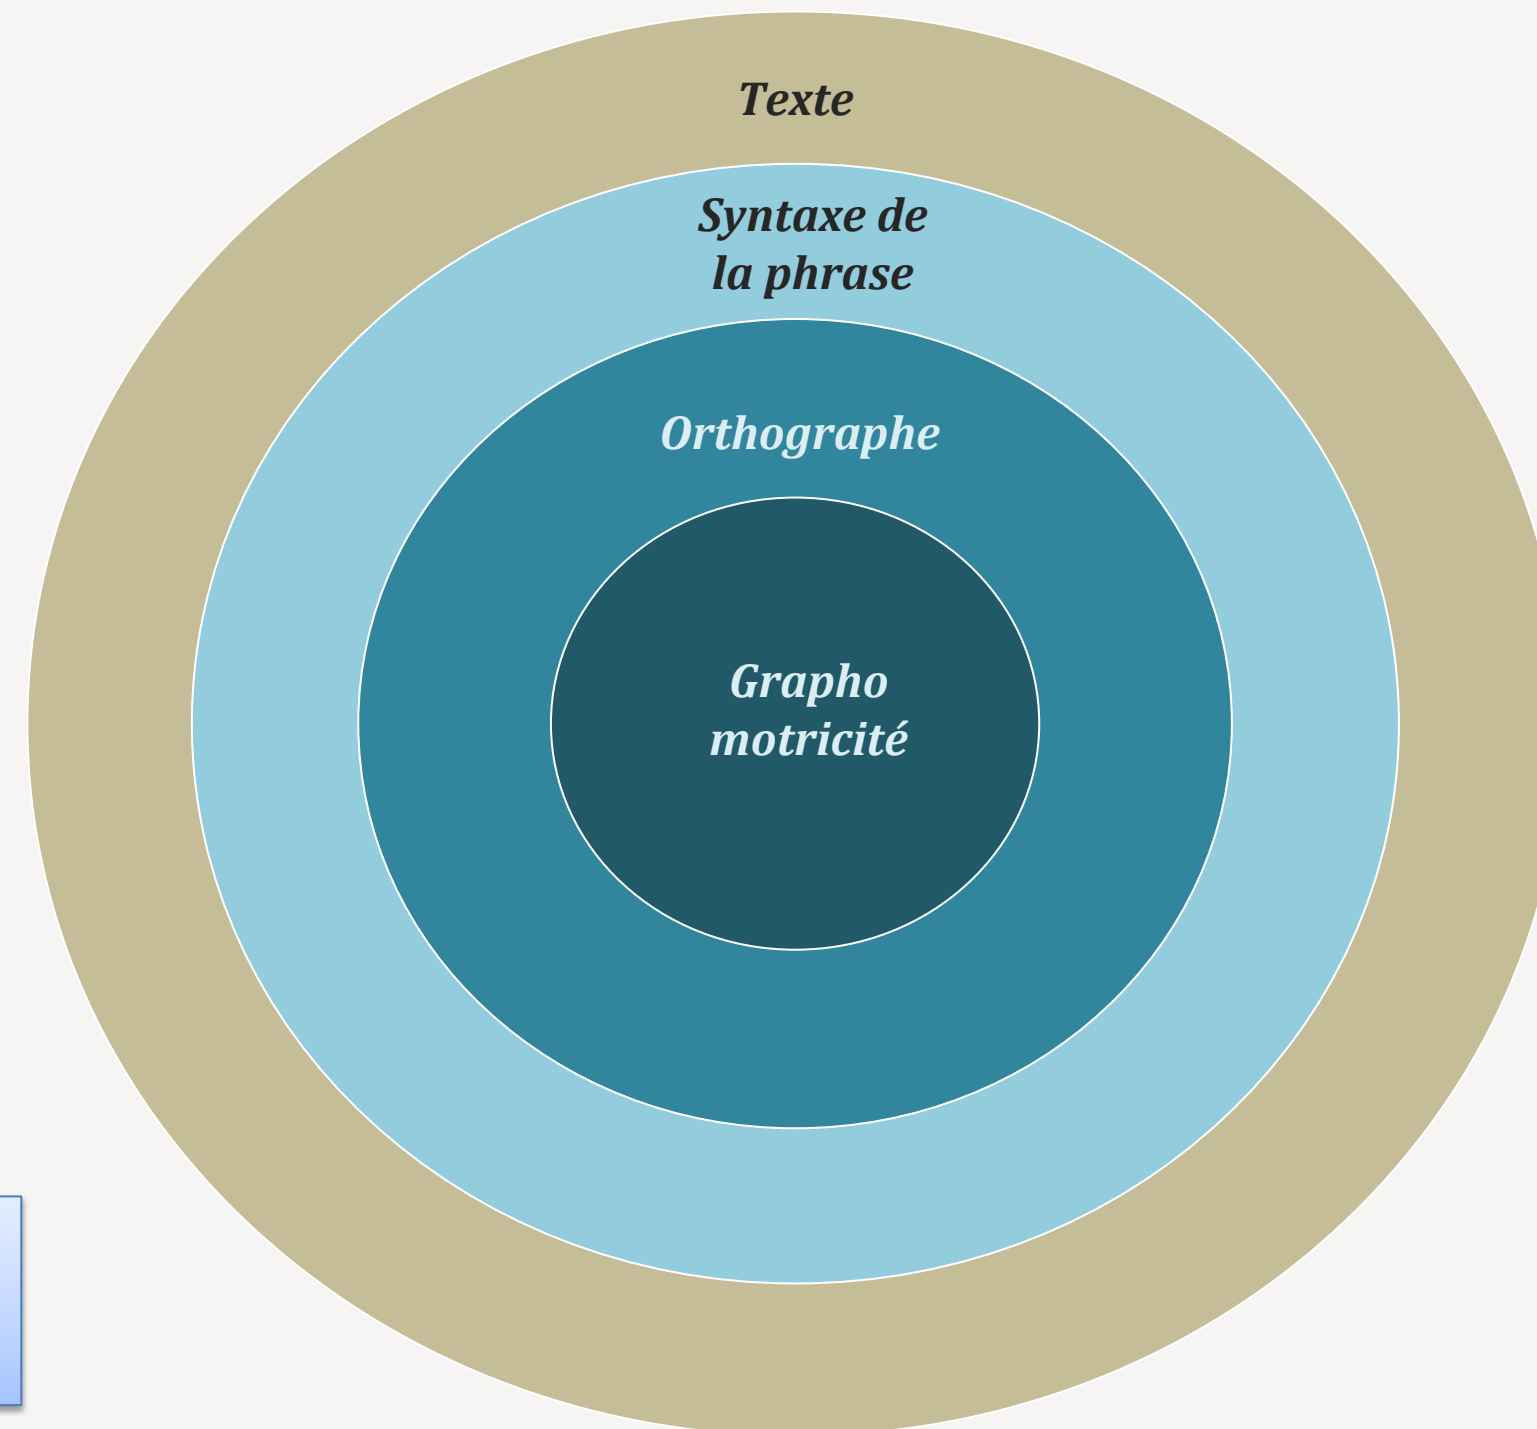 Texte
Syntaxe de
la phrase
Orthographe
Grapho
motricité